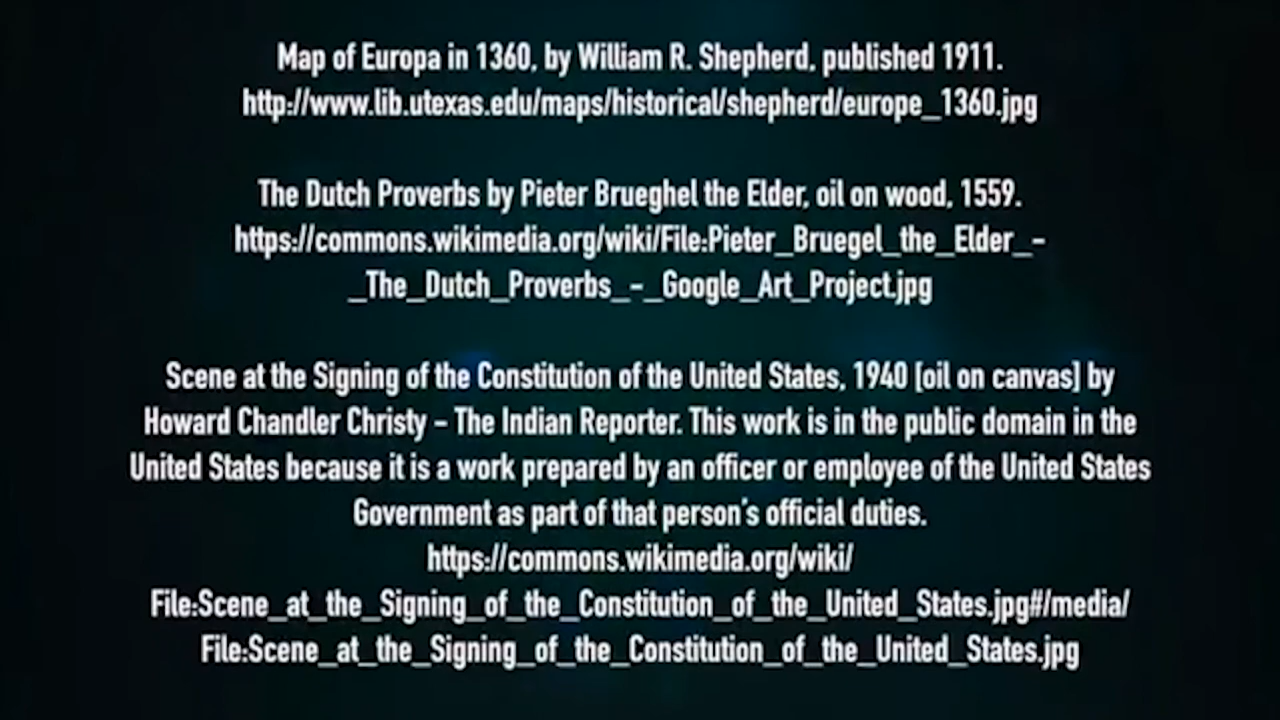 Map of Europa in 1360, by William R. Shepherd, published 1911.
http://www.lib.utexas.edu/maps/historical/shepherd/europe_1360.jpg
The Dutch Proverbs by Pieter Brueghel the Elder, oil on wood, 1559.
https://commons.wikimedia.org/wiki/File:Pieter_Bruegel_the_Elder_-
_The_Dutch_Proverbs_-_Google_Art_Project.jpg
Scene at the Signing of the Constitution of the United States, 1940 [oil on canvas] by
Howard Chandler Christy – The Indian Reporter. This work is in the public domain in the
United States because it is a work prepared by an officer or employee of the United States
Government as part of that person's official duties.
https://commons.wikimedia.org/wiki/
File:Scene_at_the_Signing_of_the_Constitution_of_the_United_States.jpg#/media/
File:Scene_at_the_Signing_of_the_Constitution_of_the_United_States.jpg